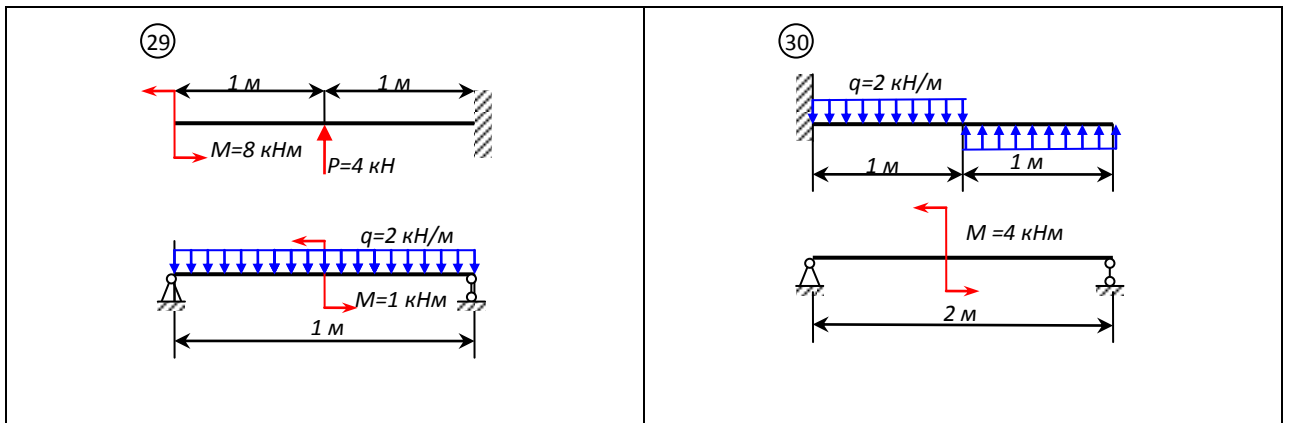 29
1 м 1 м
M=8 кНм
P=4 кН
q=2 кН/м
M=1 кНм
1 м
30
q=2 кН/м
1 м 1 м
M =4 кНм
2 м